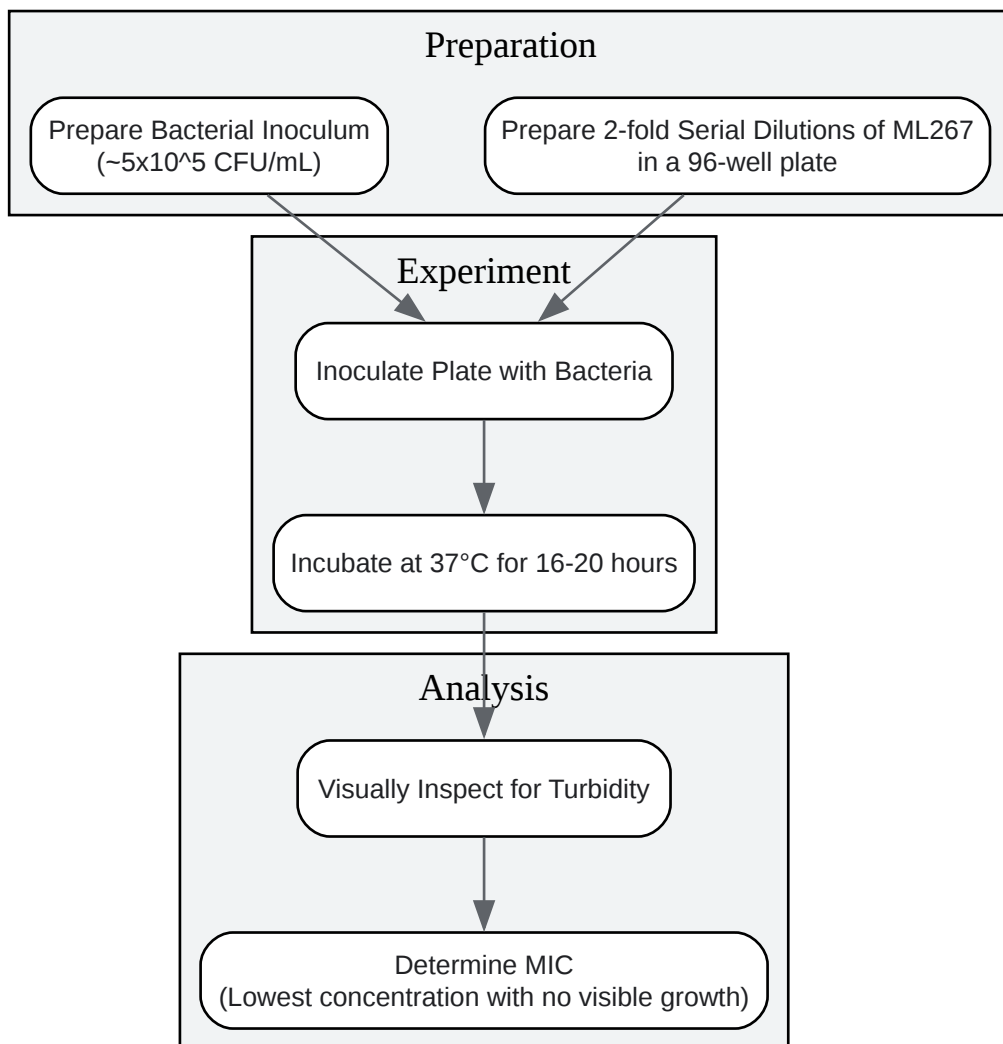 Preparation
Prepare Bacterial Inoculum
(~5x10^5 CFU/mL)
Prepare 2-fold Serial Dilutions of ML267
in a 96-well plate
Experiment
Inoculate Plate with Bacteria
Incubate at 37°C for 16-20 hours
Analysis
Visually Inspect for Turbidity
Determine MIC
(Lowest concentration with no visible growth)